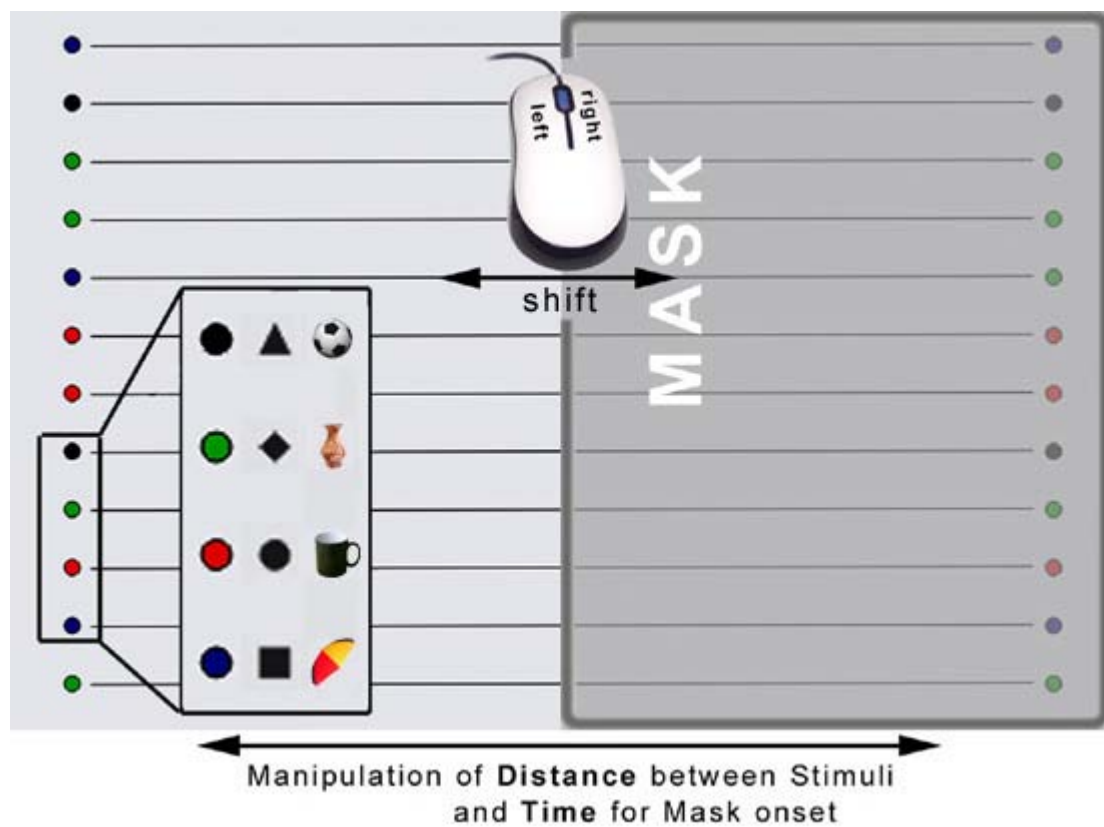 left
right
MASK
shift
Manipulation of Distance between Stimuli
and Time for Mask onset